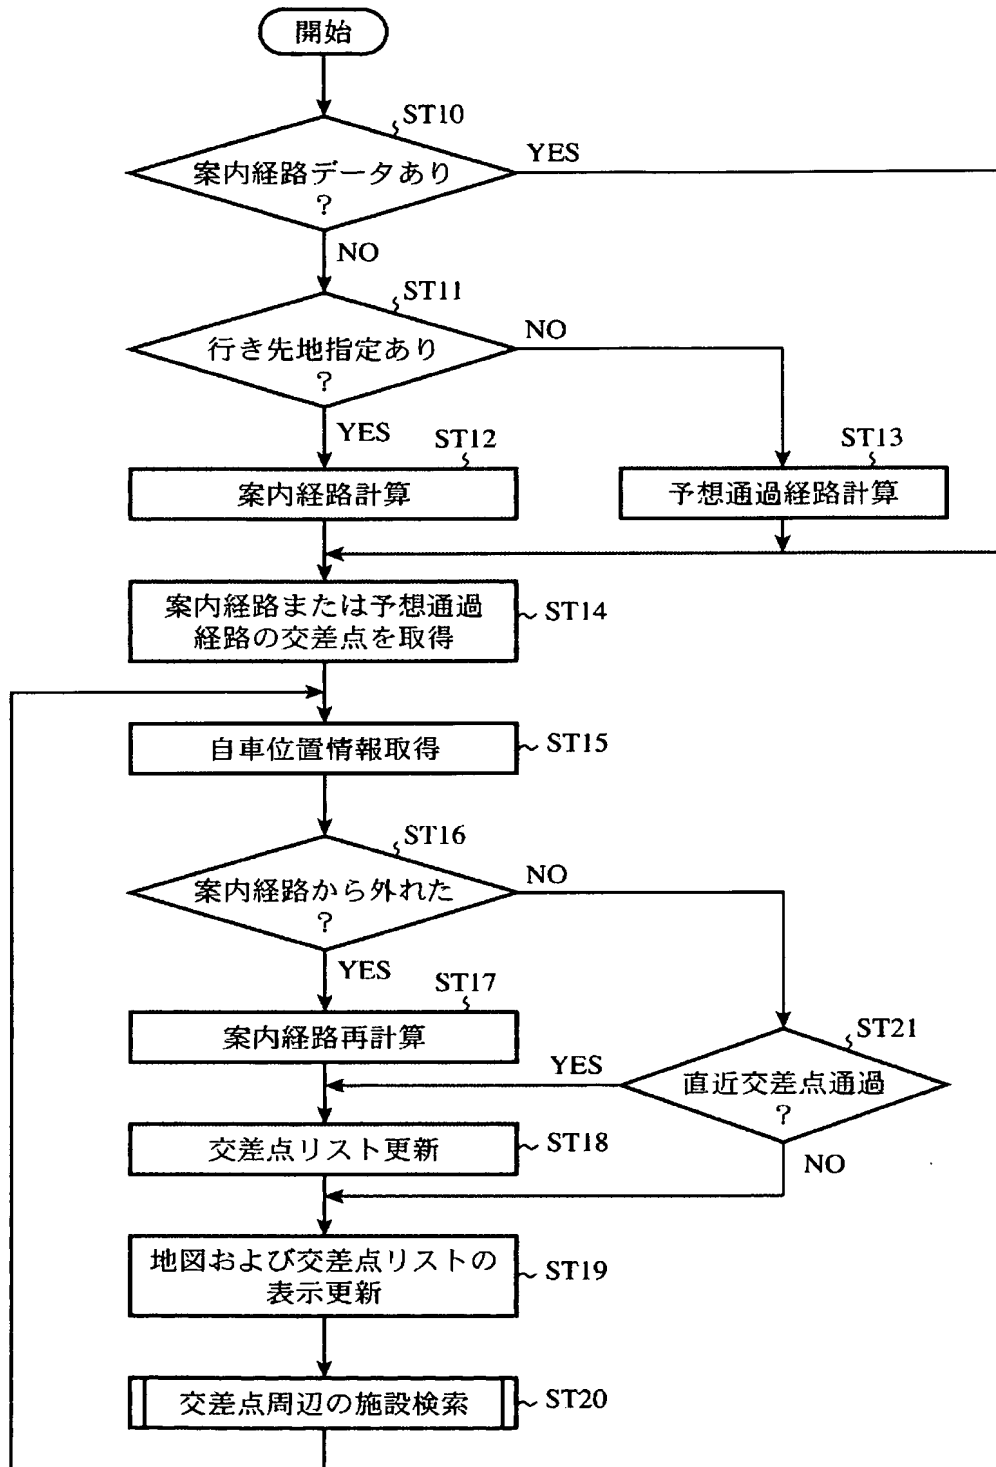 開始
ST10
案内経路データあり
?
YES
NO
ST11
行き先地指定あり
?
NO
YES
ST12
案内経路計算
ST13
予想通過経路計算
案内経路または予想通過
経路の交差点を取得
ST14
自車位置情報取得
ST15
ST16
案内経路から外れた
?
NO
YES
ST17
案内経路再計算
ST21
直近交差点通過
?
YES
NO
交差点リスト更新
ST18
地図および交差点リストの
表示更新
ST19
交差点周辺の施設検索
ST20